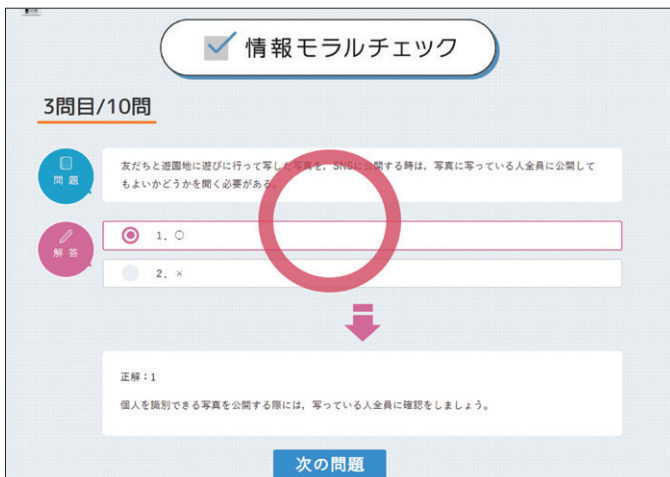 情報モラルチェック
3問目/10問
問題
友だちと遊園地に遊びに行って写した写真を，SNSに公開する時は，写真に写っている人全員に公開して
もよいかどうかを聞く必要がある。
解答
1．○
2．×
正解：1
個人を識別できる写真を公開する際には，写っている人全員に確認をしましょう。
次の問題